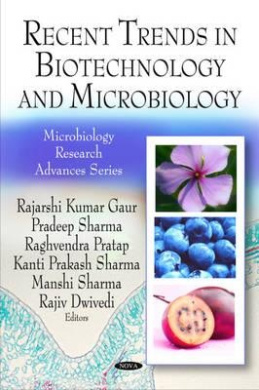 RECENT TRENDS IN
BIOTECHNOLOGY
AND MICROBIOLOGY
Microbiology
Research
Advances Series
Rajarshi Kumar Gaur
Pradeep Sharma
Raghvendra Pratap
Kanti Prakash Sharma
Manshi Sharma
Rajiv Dwivedi
Editors
NOVA